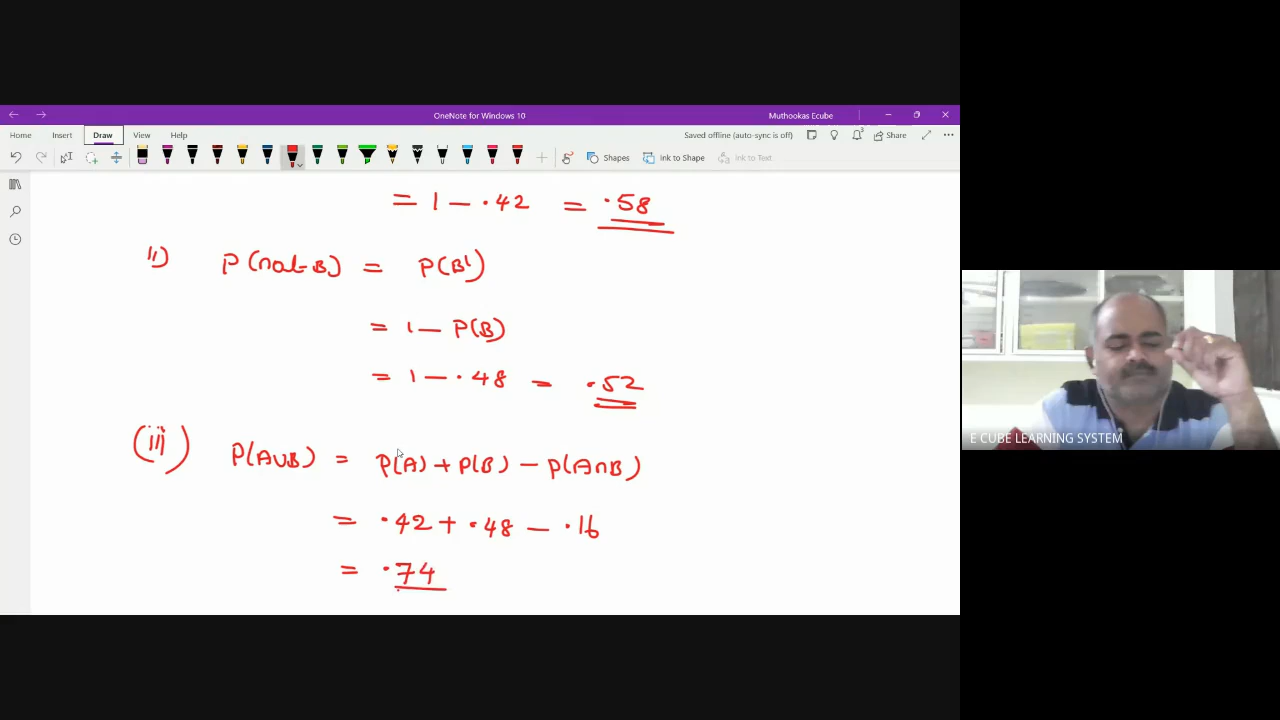 OneNote for Windows 10
Muthookas Ecube
Home Insert Draw View Help
Saved offline (auto-sync is off)
Share
Shapes
Ink to Shape
Ink to Text
= 1 - .42 = .58
ii) P(not-B) = P(B')
= 1 - P(B)
= 1 - .48 = .52
(iii) P(A∪B) = P(A) + P(B) - P(A∩B)
= .42 + .48 - .16
= .74
E CUBE LEARNING SYSTEM